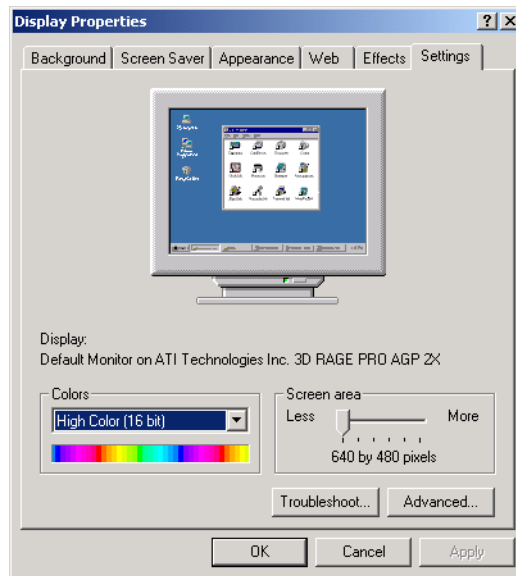 Display Properties
Background Screen Saver Appearance Web Effects Settings
Display:
Default Monitor on ATI Technologies Inc. 3D RAGE PRO AGP 2X
Colors
High Color (16 bit)
Screen area
Less More
640 by 480 pixels
Troubleshoot... Advanced...
OK Cancel Apply